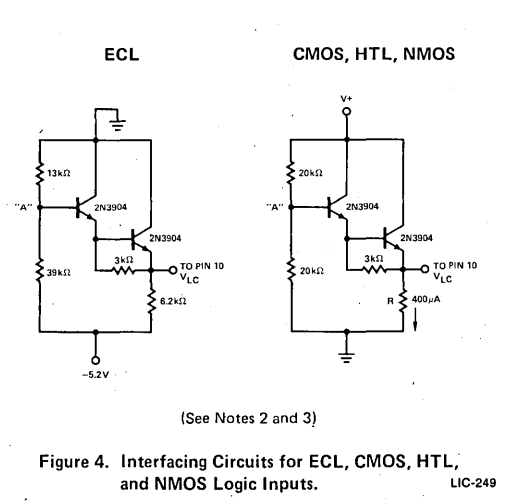 ECL
CMOS, HTL, NMOS
V+
13kΩ
"A"
2N3904
2N3904
3kΩ
39kΩ
TO PIN 10
VLC
6.2kΩ
−5.2V
20kΩ
"A"
2N3904
2N3904
3kΩ
20kΩ
TO PIN 10
VLC
R 400μA
(See Notes 2 and 3)
Figure 4. Interfacing Circuits for ECL, CMOS, HTL,
and NMOS Logic Inputs.
LIC-249